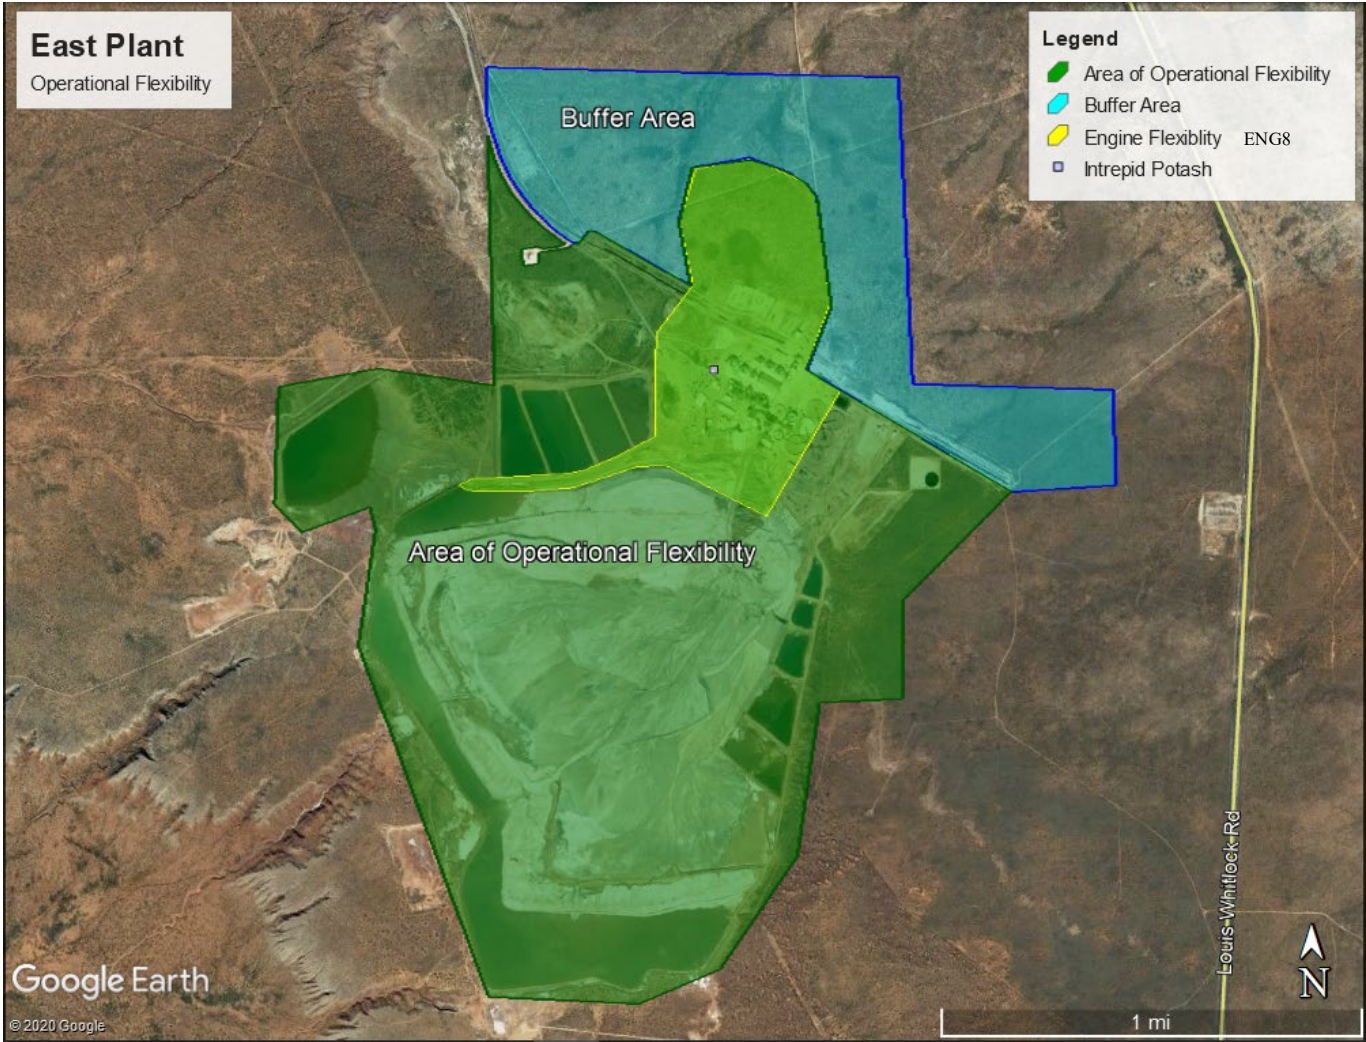 East Plant
Operational Flexibility
Legend
Area of Operational Flexibility
Buffer Area
Engine Flexiblity ENG8
Intrepid Potash
Buffer Area
Area of Operational Flexibility
Louis Whitlock Rd
N
Google Earth
© 2020 Google
1 mi